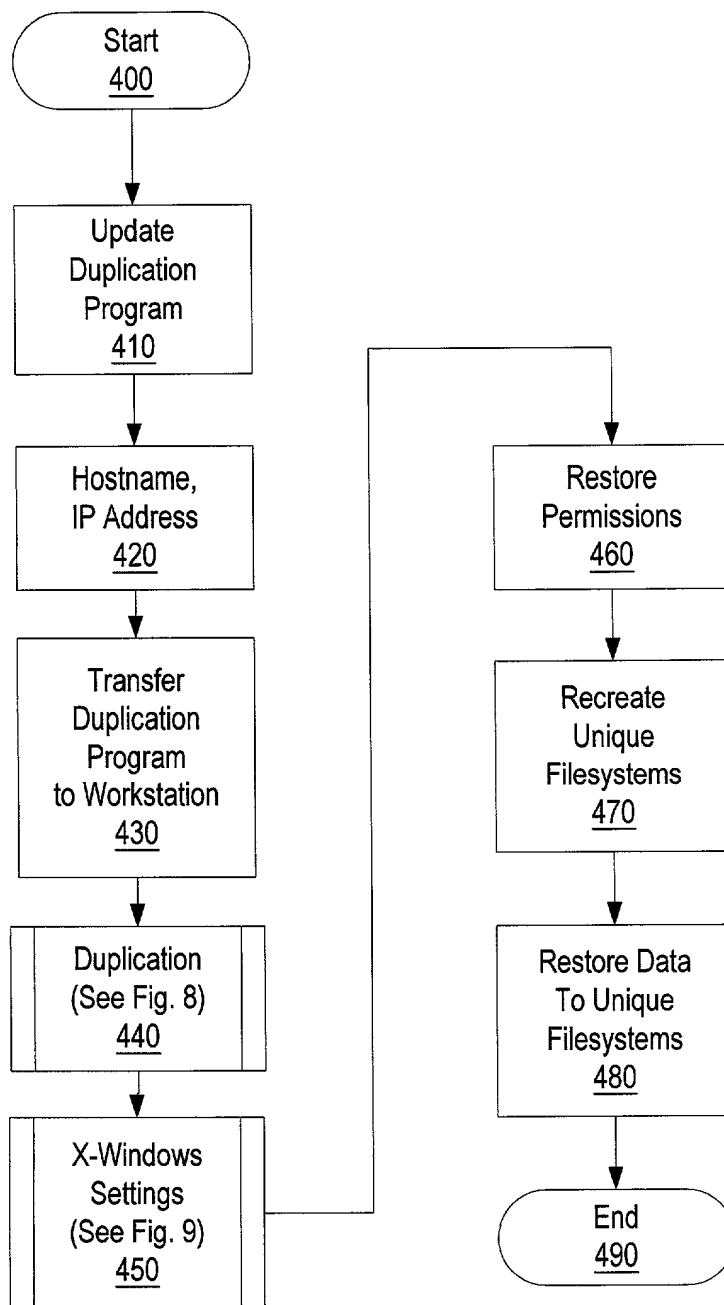 Start
400
Update
Duplication
Program
410
Hostname,
IP Address
420
Transfer
Duplication
Program
to Workstation
430
Duplication
(See Fig. 8)
440
X-Windows
Settings
(See Fig. 9)
450
Restore
Permissions
460
Recreate
Unique
Filesystems
470
Restore Data
To Unique
Filesystems
480
End
490